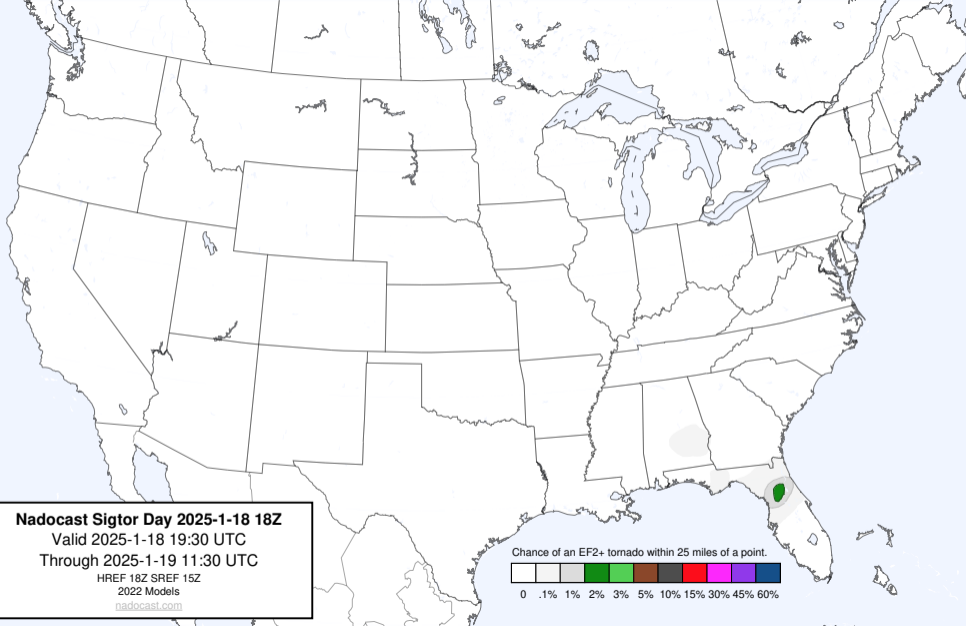 Nadocast Sigtor Day 2025-1-18 18Z
Valid 2025-1-18 19:30 UTC
Through 2025-1-19 11:30 UTC
HREF 18Z SREF 15Z
2022 Models
nadocast.com
Chance of an EF2+ tornado within 25 miles of a point.
0 .1% 1% 2% 3% 5% 10% 15% 30% 45% 60%